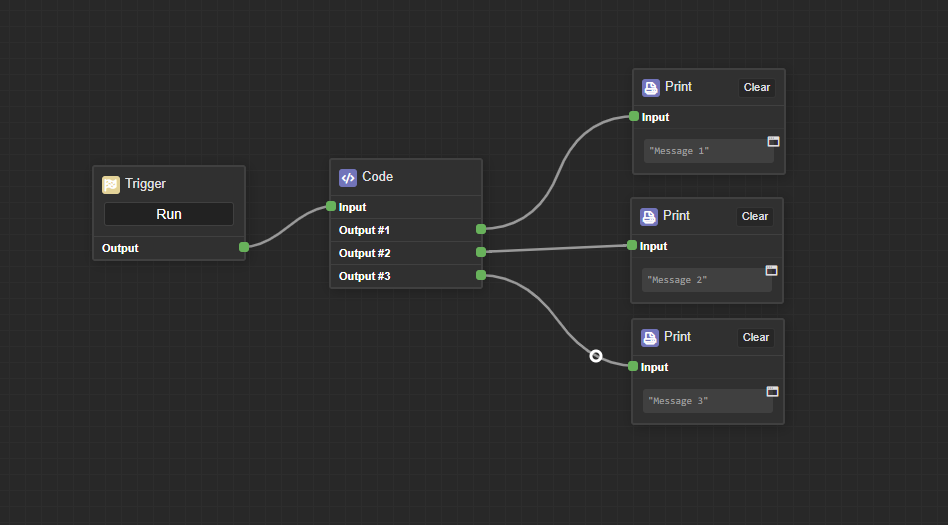 Trigger
Run
Output
Code
Input
Output #1
Output #2
Output #3
Print Clear
Input
"Message 1"
Print Clear
Input
"Message 2"
Print Clear
Input
"Message 3"